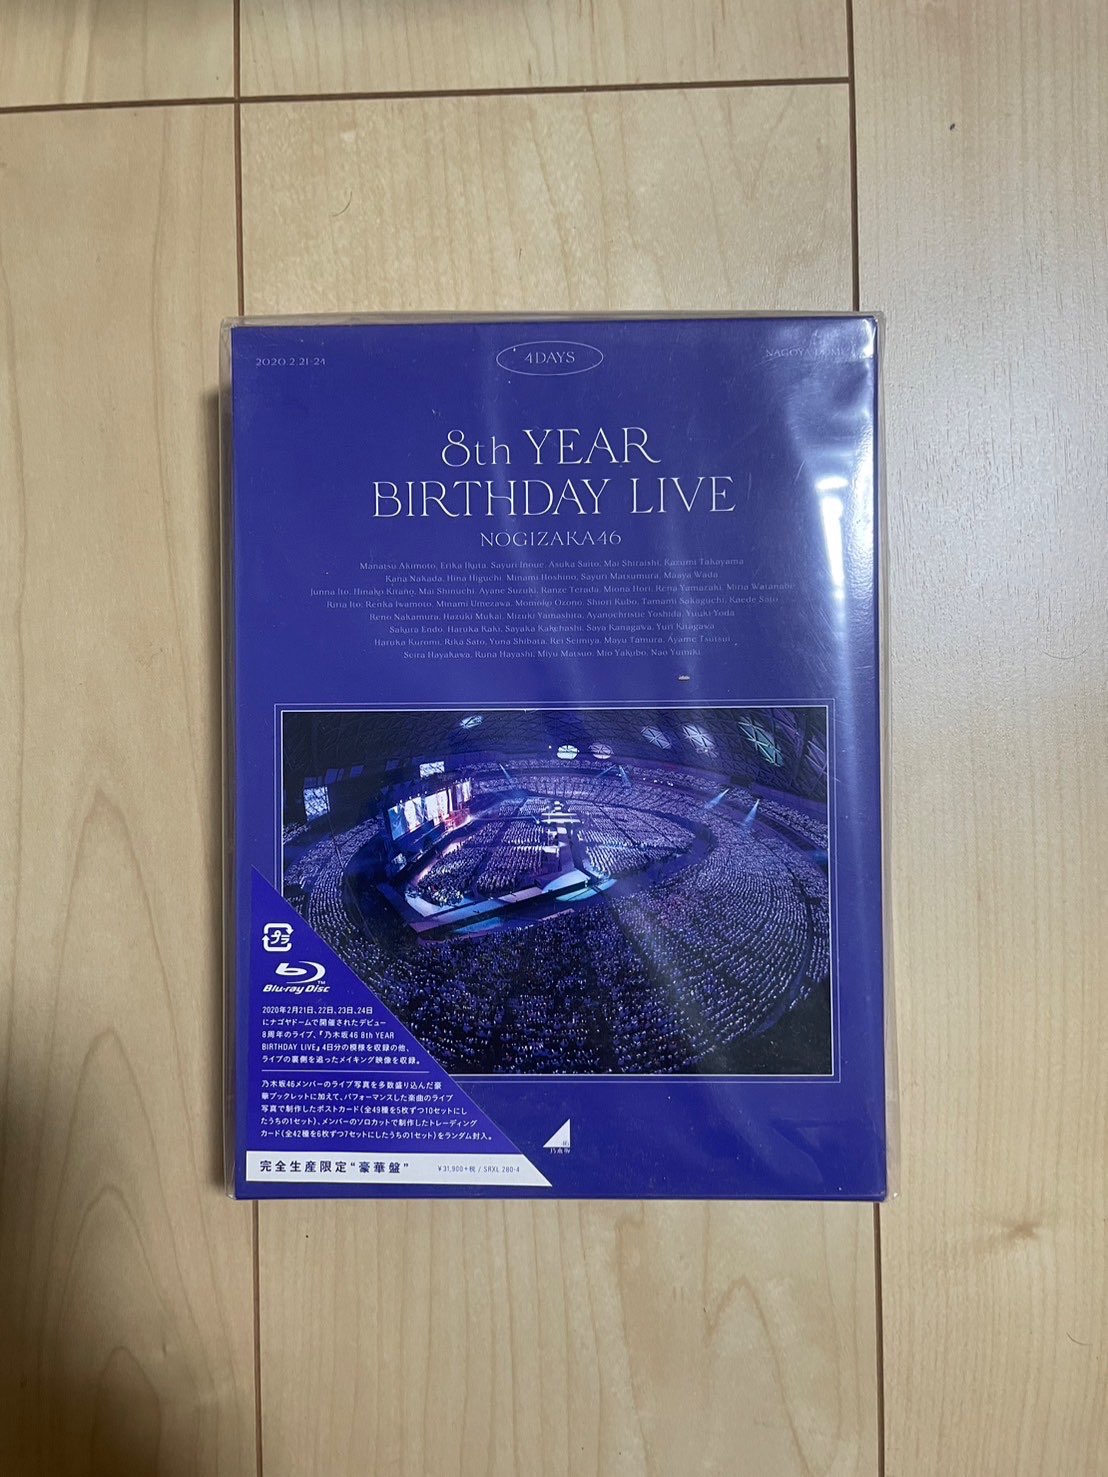 2020.2.21-24
4DAYS
NAGOYA DOME
8th YEAR
BIRTHDAY LIVE
NOGIZAKA46
Manatsu Akimoto, Erika Ikuta, Sayuri Inoue, Asuka Saito, Mai Shiraishi, Kazumi Takayama
Kana Nakada, Hina Higuchi, Minami Hoshino, Sayuri Matsumura, Maaya Wada
Junna Ito, Hinako Kitano, Mai Shinuchi, Ayane Suzuki, Ranze Terada, Miona Hori, Rena Yamazaki, Miria Watanabe
Riria Ito, Renka Iwamoto, Minami Umezawa, Momoko Ozono, Shiori Kubo, Tamami Sakaguchi, Kaede Sato
Reno Nakamura, Hazuki Mukai, Mizuki Yamashita, Ayanochristie Yoshida, Yuuki Yoda
Sakura Endo, Haruka Kaki, Sayaka Kakehashi, Saya Kanagawa, Yuri Kitagawa
Haruka Kuromi, Rika Sato, Yuna Shibata, Rei Seimiya, Mayu Tamura, Ayame Tsutsui
Seira Hayakawa, Runa Hayashi, Miyu Matsuo, Mio Yakubo, Nao Yumiki
プラ
Blu-ray Disc
2020年2月21日、22日、23日、24日
にナゴヤドームで開催されたデビュー
8周年のライブ、『乃木坂46 8th YEAR
BIRTHDAY LIVE』4日分の模様を収録の他、
ライブの裏側を追ったメイキング映像を収録。
乃木坂46メンバーのライブ写真を多数盛り込んだ豪
華ブックレットに加えて、パフォーマンスした楽曲のライブ
写真で制作したポストカード(全49種を5枚ずつ10セットにし
たうちの1セット)、メンバーのソロカットで制作したトレーディング
カード(全42種を6枚ずつ7セットにしたうちの1セット)をランダム封入。
完全生産限定“豪華盤” ¥31,900+税 / SRXL 280-4
46
乃木坂